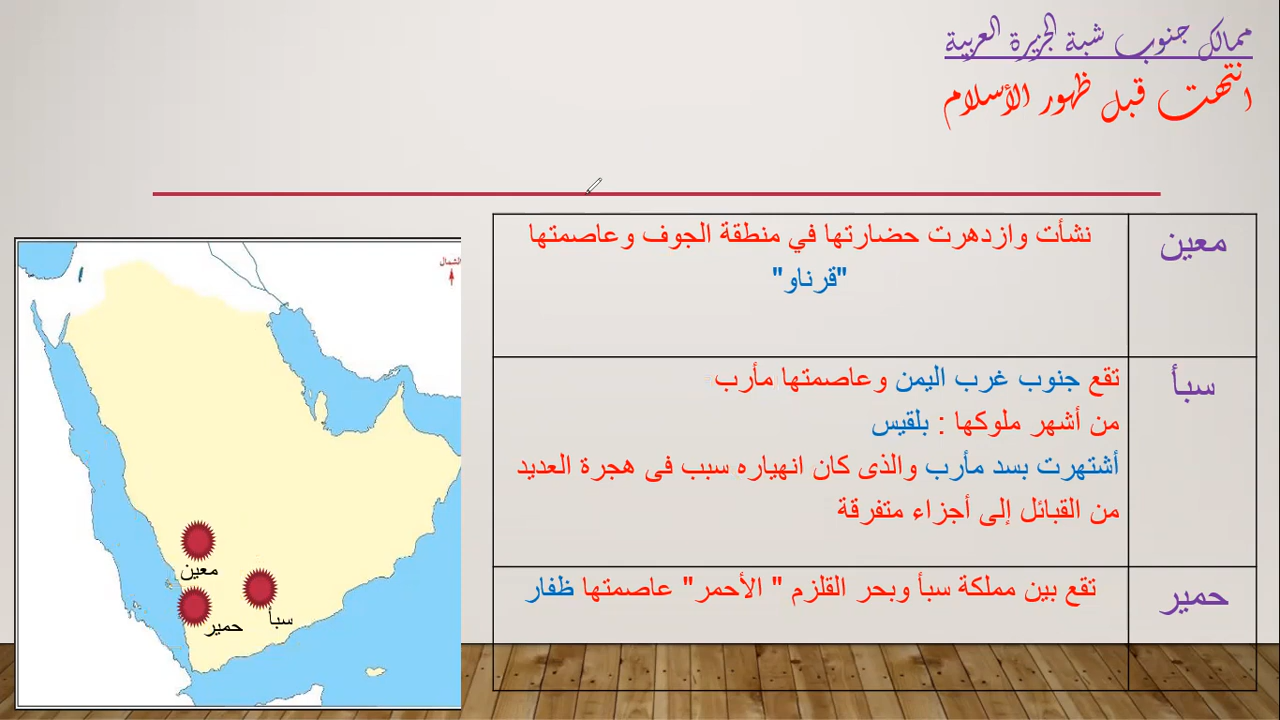 ممالك جنوب شبة الجزيرة العربية
انتهت قبل ظهور الأسلام
معين
نشأت وازدهرت حضارتها في منطقة الجوف وعاصمتها
"قرناو"
سبأ
تقع جنوب غرب اليمن وعاصمتها مأرب
من أشهر ملوكها : بلقيس
أشتهرت بسد مأرب والذى كان انهياره سبب فى هجرة العديد
من القبائل إلى أجزاء متفرقة
حمير
تقع بين مملكة سبأ وبحر القلزم " الأحمر" عاصمتها ظفار
الشمال
معين
سبأ
حمير